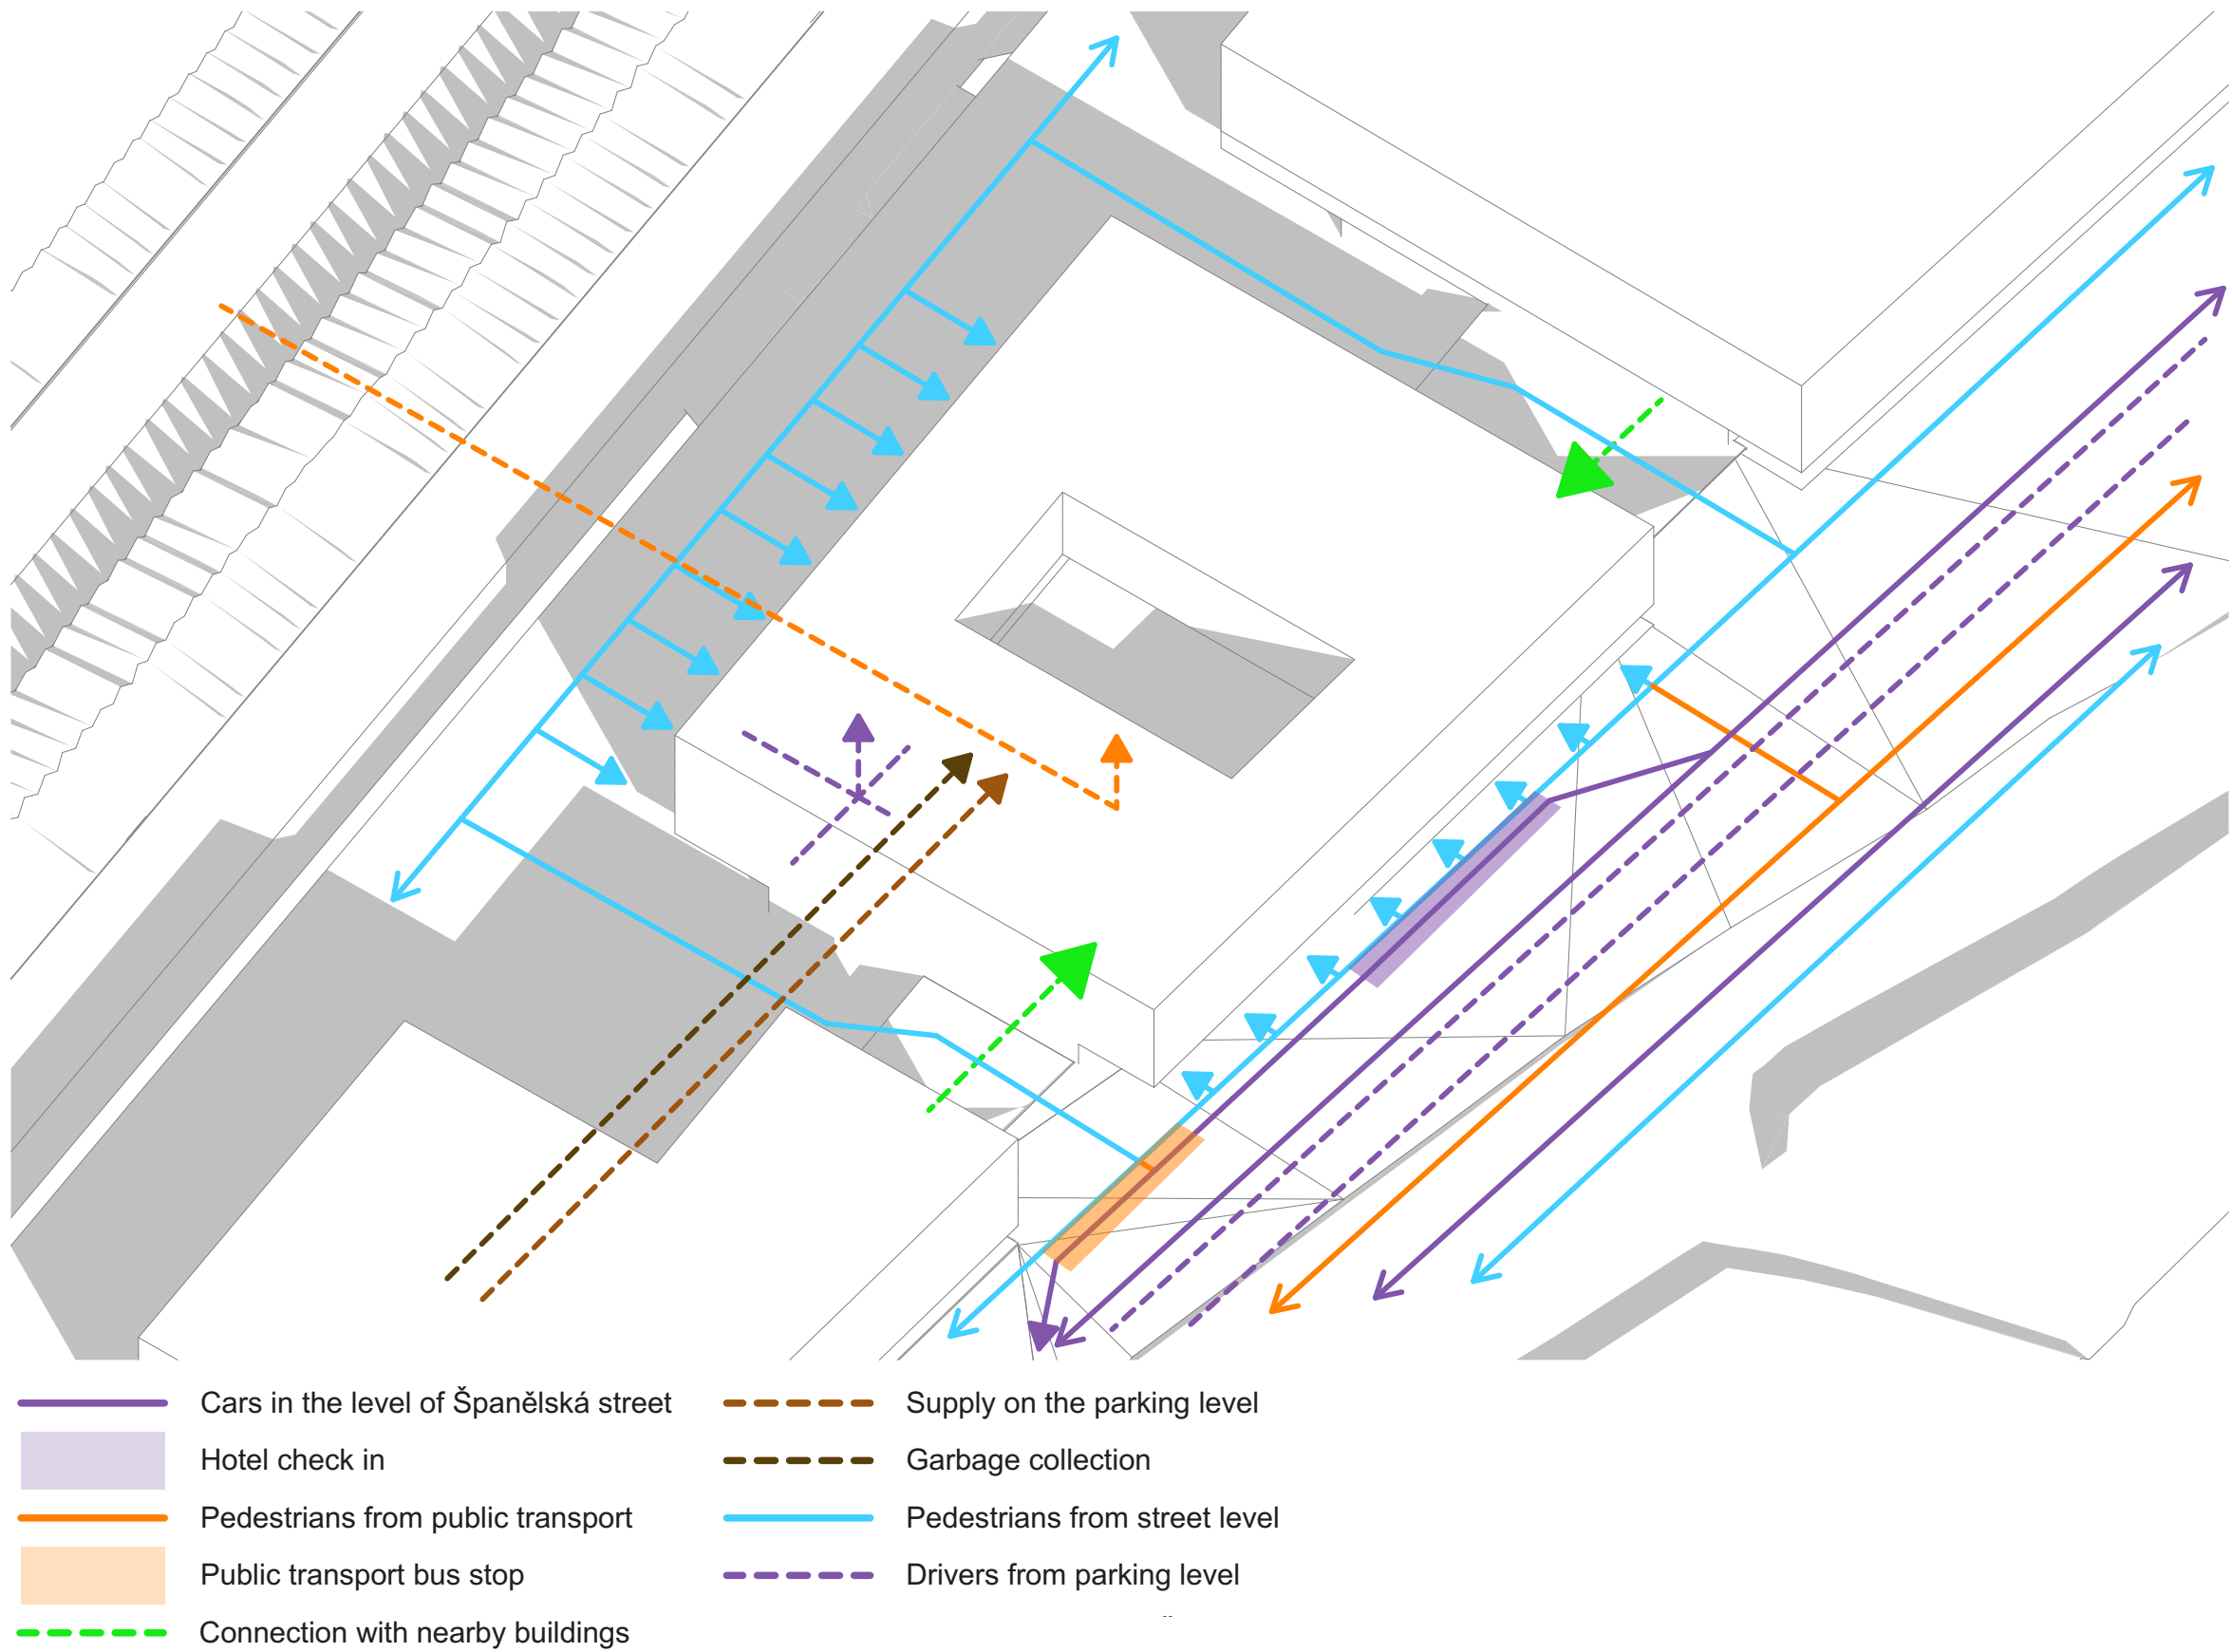 Cars in the level of Španělská street
Hotel check in
Pedestrians from public transport
Public transport bus stop
Connection with nearby buildings
Supply on the parking level
Garbage collection
Pedestrians from street level
Drivers from parking level